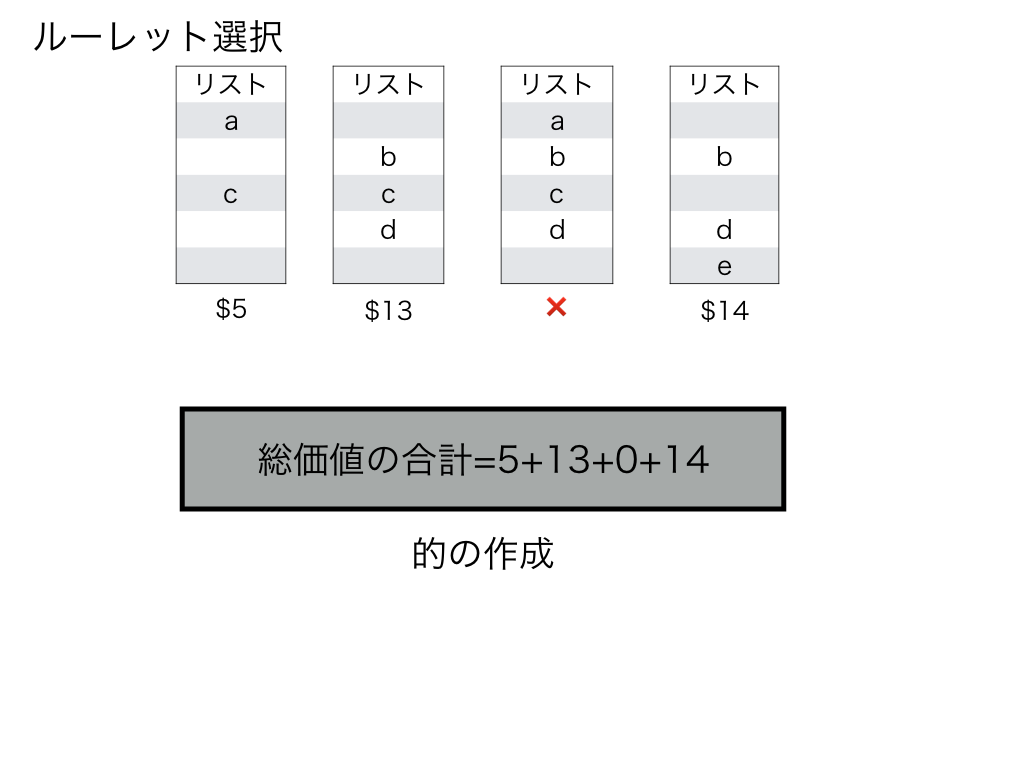 ルーレット選択
リスト リスト リスト リスト
a a
b b b
c c c
d d d
e
$5 $13 × $14
総価値の合計=5+13+0+14
的の作成